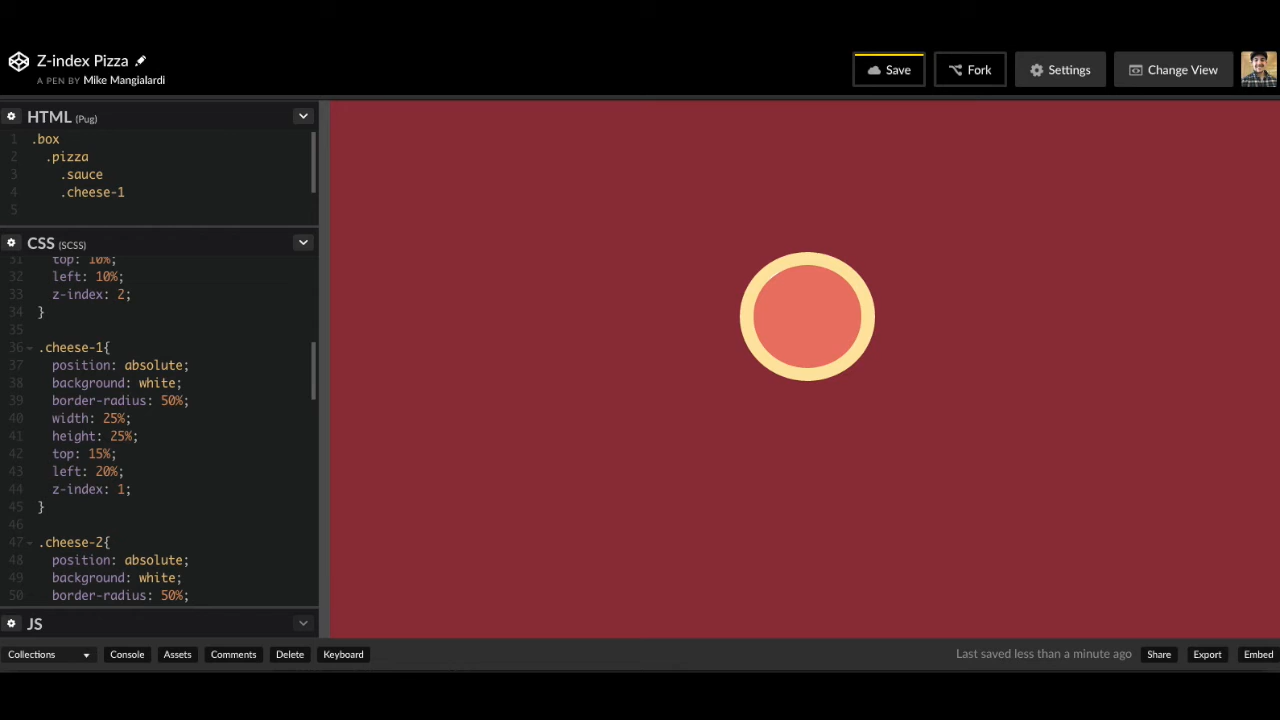 Z-index Pizza
A PEN BY Mike Mangialardi
Save
Fork
Settings
Change View
HTML (Pug)
1 .box
2 .pizza
3 .sauce
4 .cheese-1
5
CSS (SCSS)
31 top: 10%;
32 left: 10%;
33 z-index: 2;
34 }
35
36 .cheese-1{
37 position: absolute;
38 background: white;
39 border-radius: 50%;
40 width: 25%;
41 height: 25%;
42 top: 15%;
43 left: 20%;
44 z-index: 1;
45 }
46
47 .cheese-2{
48 position: absolute;
49 background: white;
50 border-radius: 50%;
JS
Collections
Console
Assets
Comments
Delete
Keyboard
Last saved less than a minute ago
Share
Export
Embed